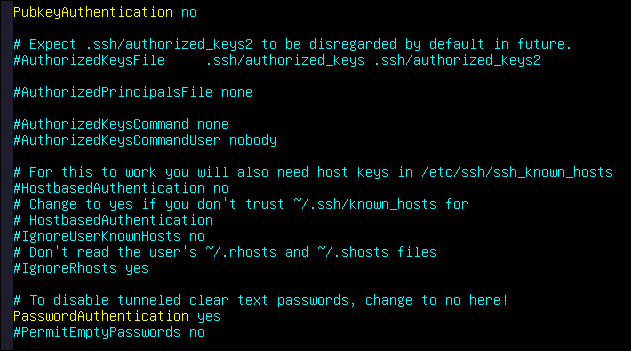 PubkeyAuthentication no
# Expect .ssh/authorized_keys2 to be disregarded by default in future.
#AuthorizedKeysFile     .ssh/authorized_keys .ssh/authorized_keys2
#AuthorizedPrincipalsFile none
#AuthorizedKeysCommand none
#AuthorizedKeysCommandUser nobody
# For this to work you will also need host keys in /etc/ssh/ssh_known_hosts
#HostbasedAuthentication no
# Change to yes if you don't trust ~/.ssh/known_hosts for
# HostbasedAuthentication
#IgnoreUserKnownHosts no
# Don't read the user's ~/.rhosts and ~/.shosts files
#IgnoreRhosts yes
# To disable tunneled clear text passwords, change to no here!
PasswordAuthentication yes
#PermitEmptyPasswords no